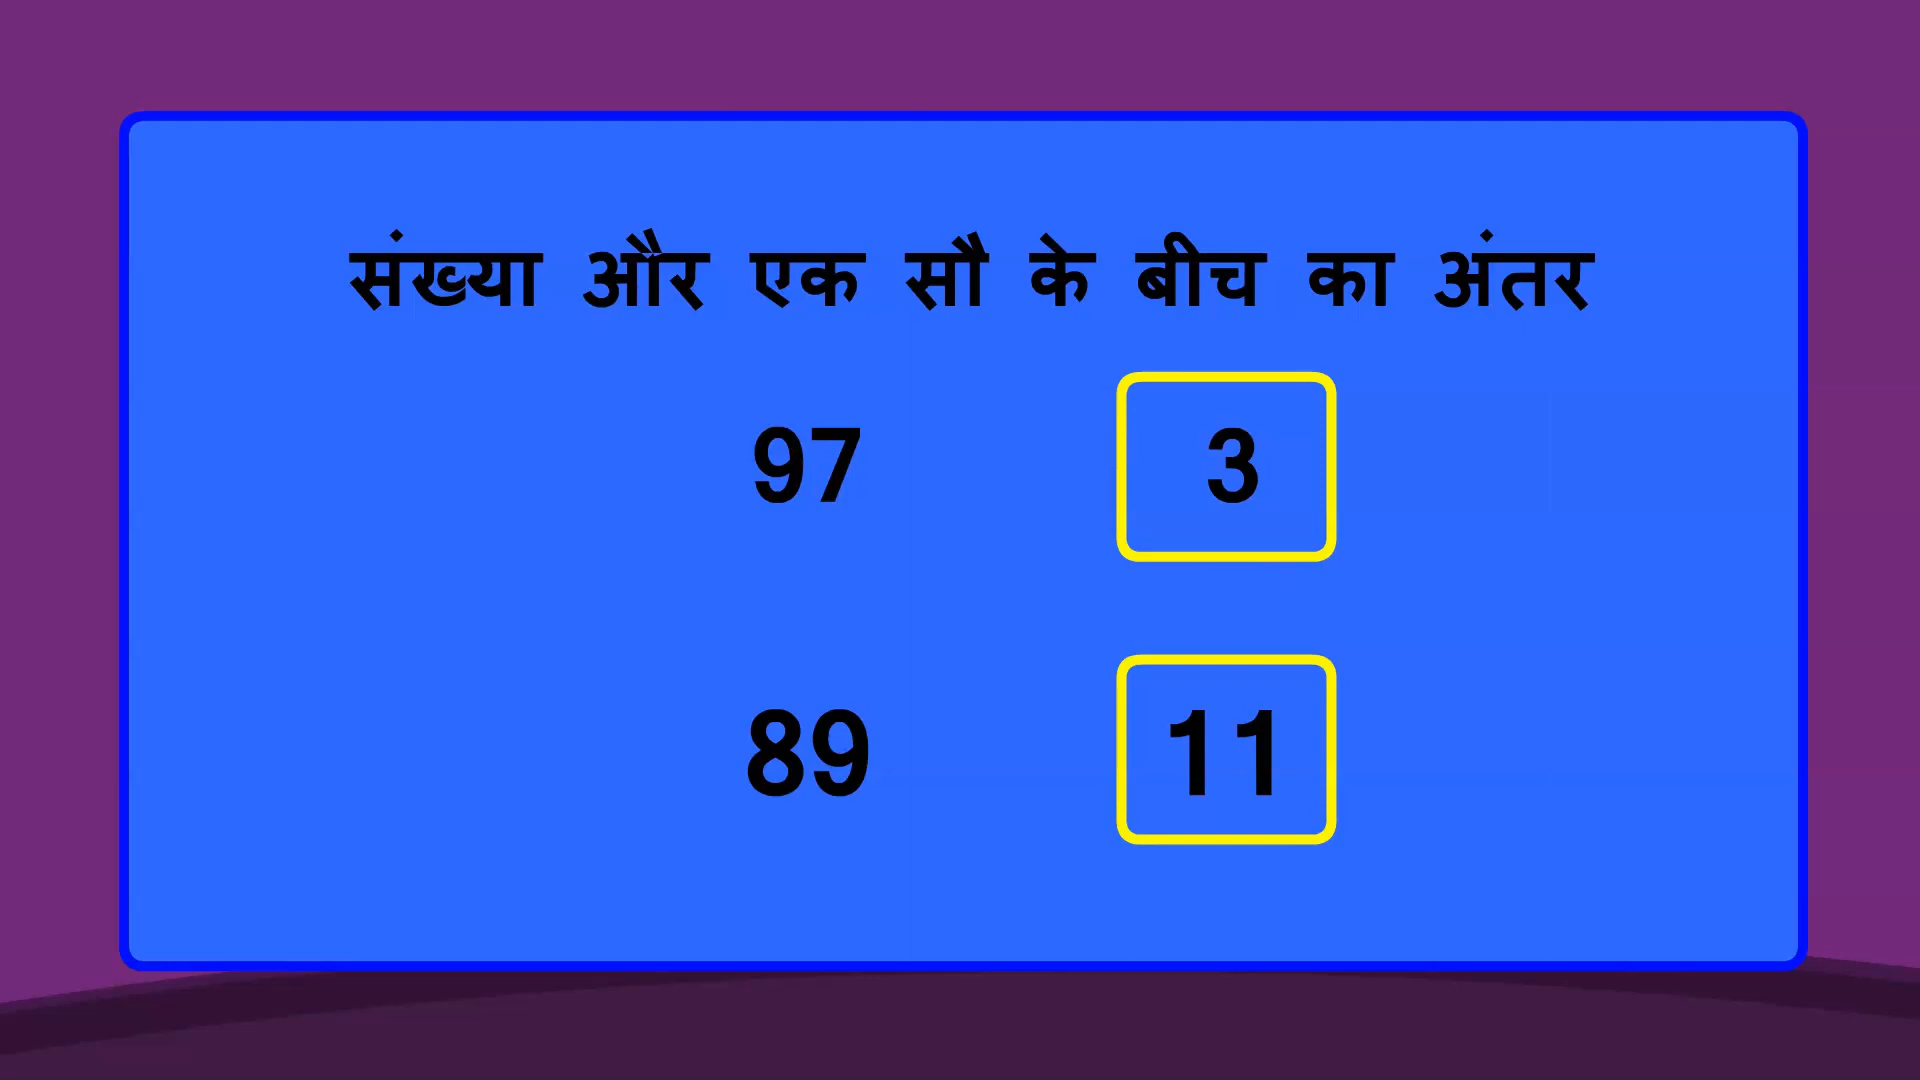 संख्या और एक सौ के बीच का अंतर
97 3
89 11